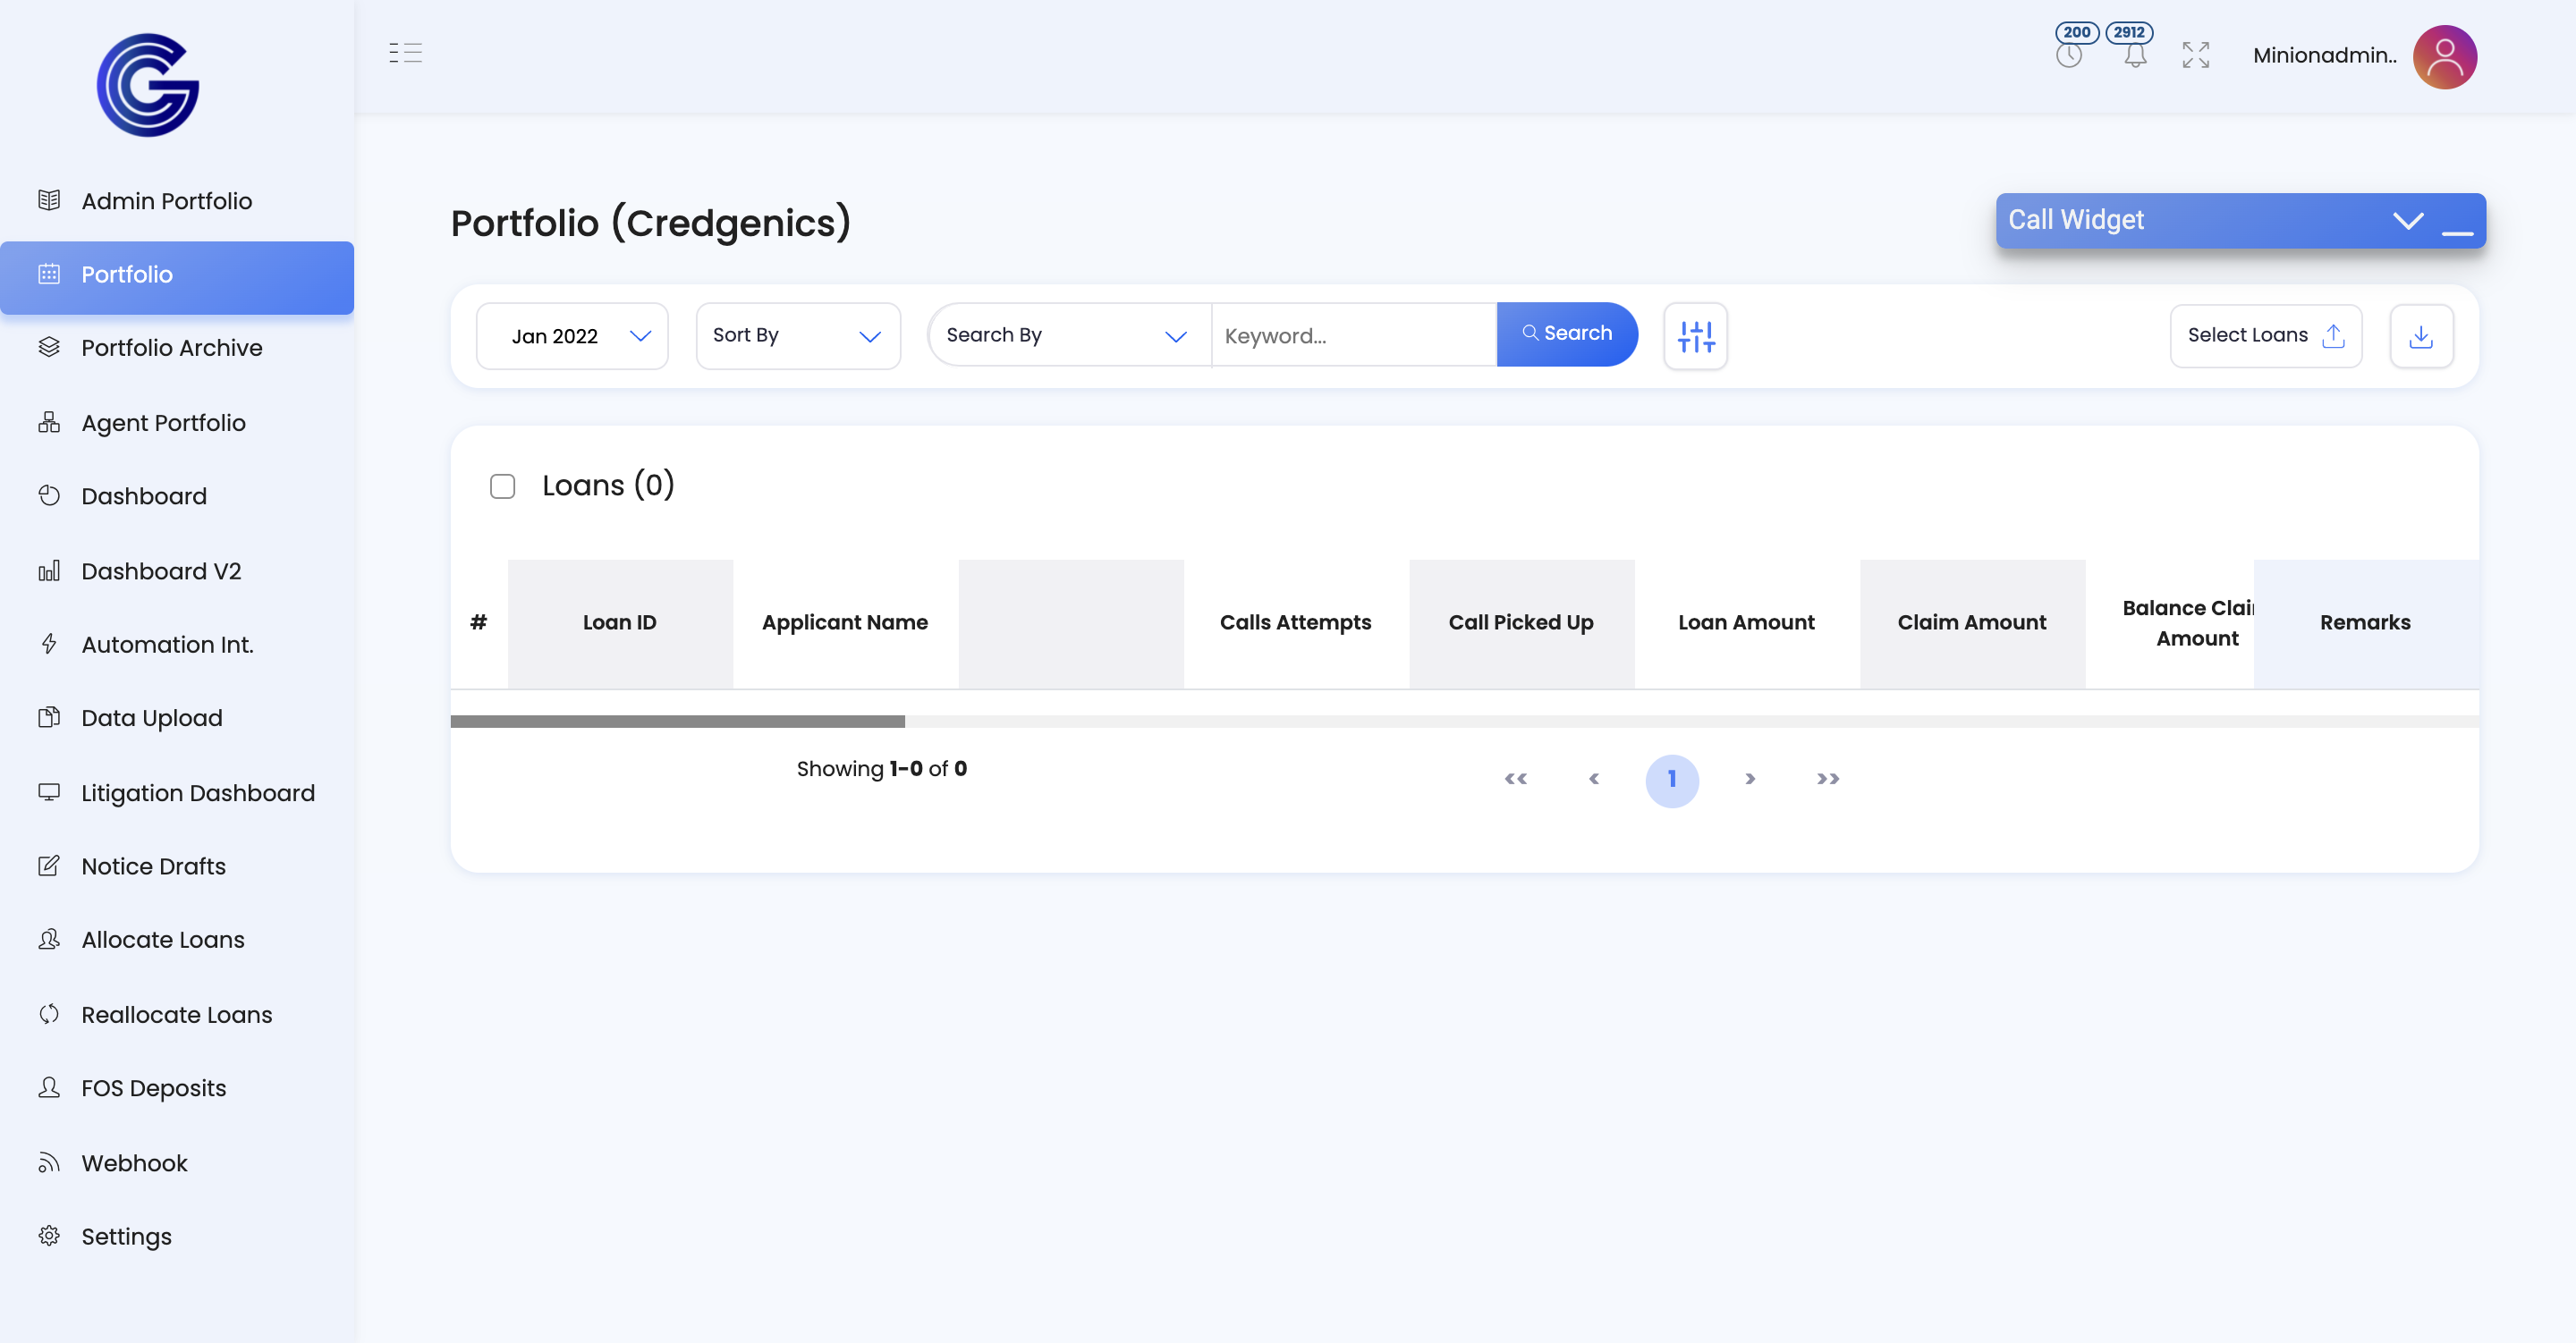 200 2912
Minionadmin..
Admin Portfolio
Portfolio
Portfolio Archive
Agent Portfolio
Dashboard
Dashboard V2
Automation Int.
Data Upload
Litigation Dashboard
Notice Drafts
Allocate Loans
Reallocate Loans
FOS Deposits
Webhook
Settings
Portfolio (Credgenics)
Call Widget
Jan 2022 Sort By Search By Keyword... Search Select Loans
Loans (0)
# Loan ID Applicant Name Calls Attempts Call Picked Up Loan Amount Claim Amount Balance Clai Amount Remarks
Showing 1-0 of 0 << < 1 > >>